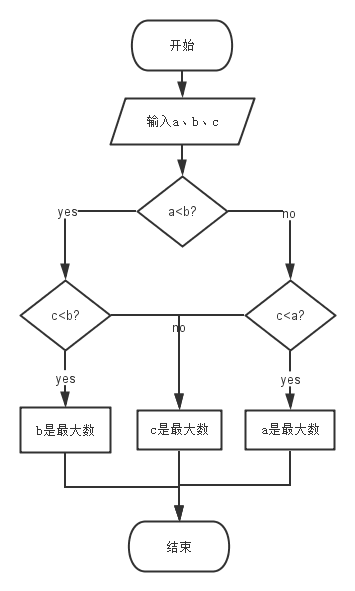 开始
输入a、b、c
a<b?
yes
no
c<b?
c<a?
no
yes
yes
b是最大数
c是最大数
a是最大数
结束